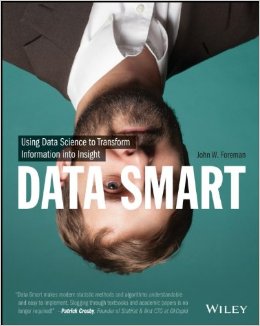 Using Data Science to Transform
Information into Insight
John W. Foreman
DATA SMART
"Data Smart makes modern statistic methods and algorithms understandable
and easy to implement. Slogging through textbooks and academic papers is no
longer required!" —Patrick Crosby, Founder of StatHat & first CTO at OkCupid
WILEY